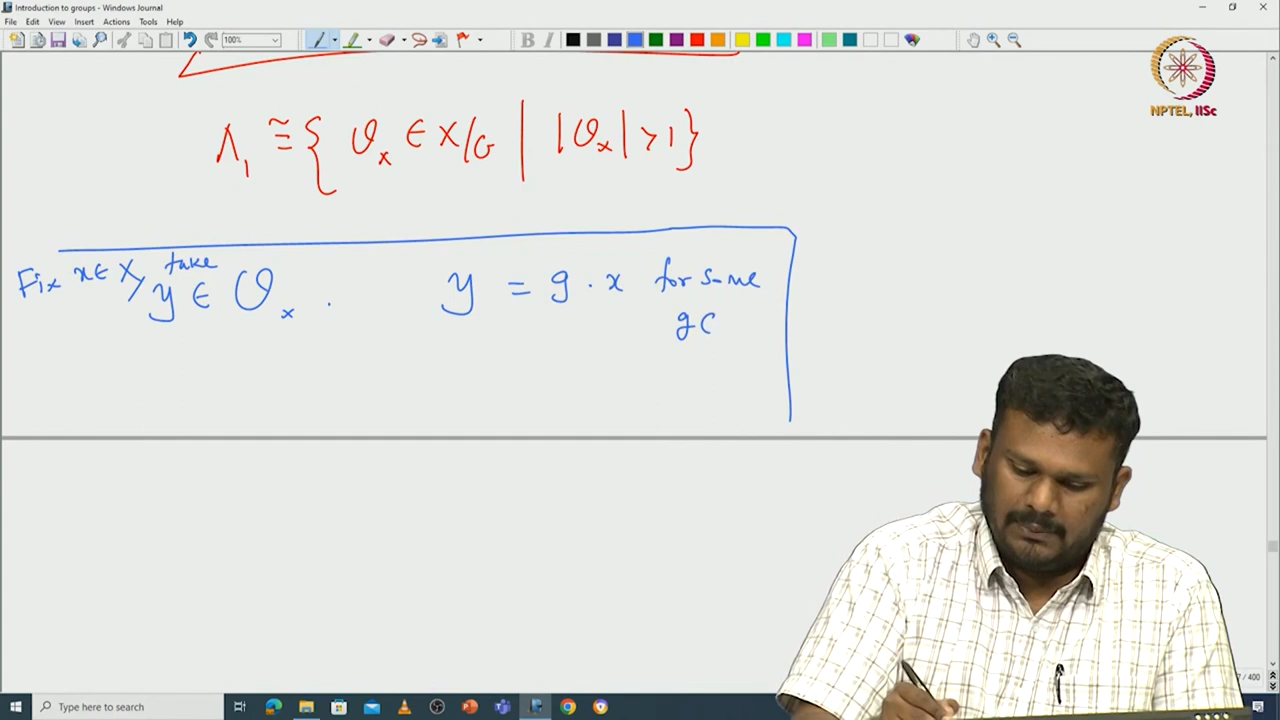 Introduction to groups - Windows Journal
File Edit View Insert Actions Tools Help
100%
B I
NPTEL, IISc
Λ₁ ≅ { O_x ∈ X/G | |O_x| > 1 }
Fix x ∈ X, take y ∈ O_x . y = g · x for some
g ∈
/ 400
Type here to search